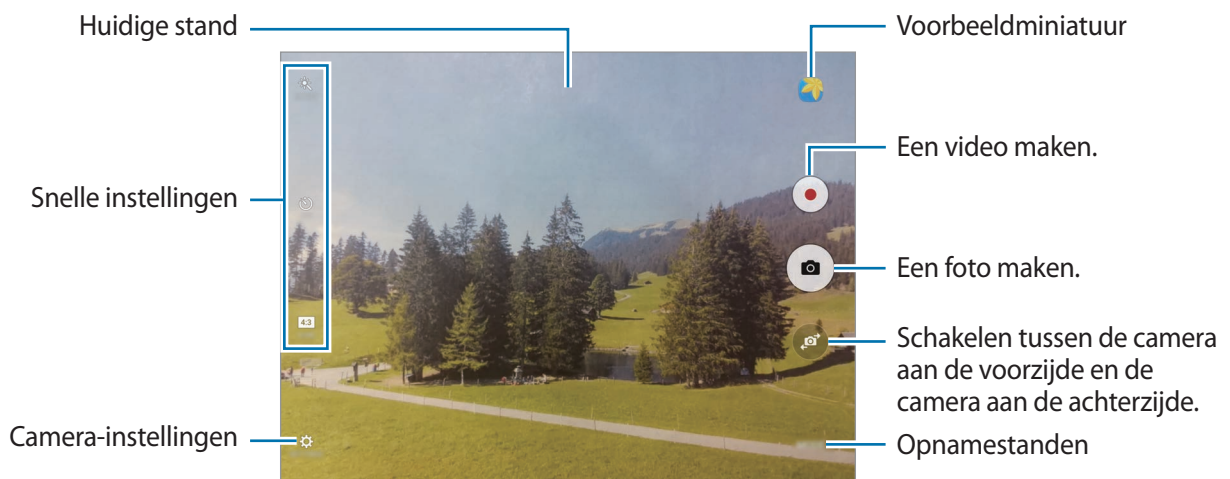 Huidige stand
Voorbeeldminiatuur
Een video maken.
Snelle instellingen
Een foto maken.
4:3
Schakelen tussen de camera
aan de voorzijde en de
camera aan de achterzijde.
Camera-instellingen
Opnamestanden